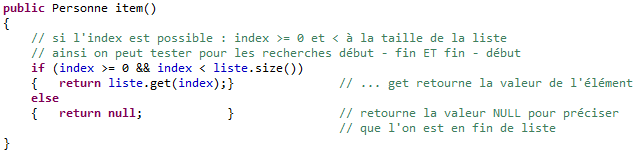 public Personne item()
{
    // si l'index est possible : index >= 0 et < à la taille de la liste
    // ainsi on peut tester pour les recherches début - fin ET fin - début
    if (index >= 0 && index < liste.size())
    {   return liste.get(index);}              // ... get retourne la valeur de l'élément
    else
    {   return null;            }              // retourne la valeur NULL pour préciser
                                               // que l'on est en fin de liste
}